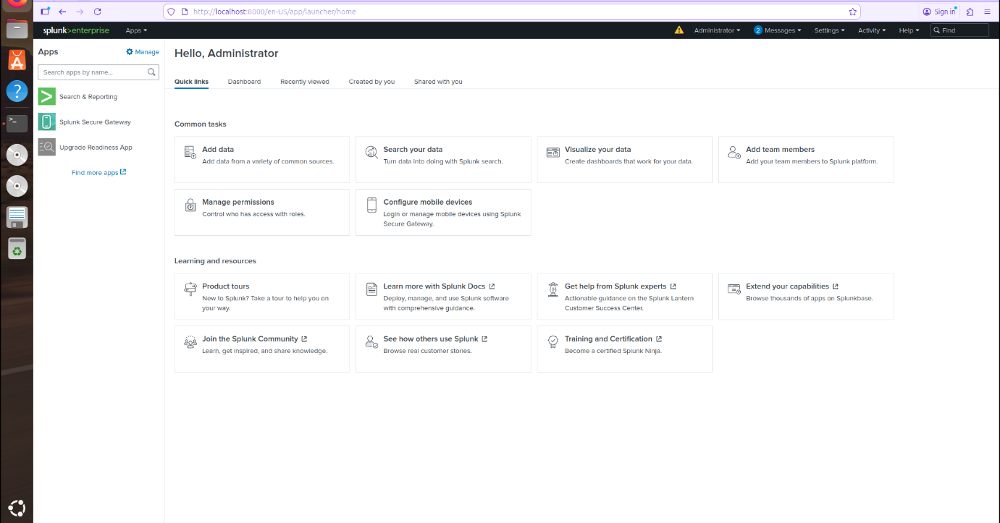 http://localhost:8000/en-US/app/launcher/home
Sign in
splunk>enterprise Apps
Administrator 2 Messages Settings Activity Help Find
Apps
Manage
Search apps by name...
Search & Reporting
Splunk Secure Gateway
Upgrade Readiness App
Find more apps
Hello, Administrator
Quick links Dashboard Recently viewed Created by you Shared with you
Common tasks
Add data
Add data from a variety of common sources.
Search your data
Turn data into doing with Splunk search.
Visualize your data
Create dashboards that work for your data.
Add team members
Add your team members to Splunk platform.
Manage permissions
Control who has access with roles.
Configure mobile devices
Login or manage mobile devices using Splunk
Secure Gateway.
Learning and resources
Product tours
New to Splunk? Take a tour to help you on
your way.
Learn more with Splunk Docs
Deploy, manage, and use Splunk software
with comprehensive guidance.
Get help from Splunk experts
Actionable guidance on the Splunk Lantern
Customer Success Center.
Extend your capabilities
Browse thousands of apps on Splunkbase.
Join the Splunk Community
Learn, get inspired, and share knowledge.
See how others use Splunk
Browse real customer stories.
Training and Certification
Become a certified Splunk Ninja.